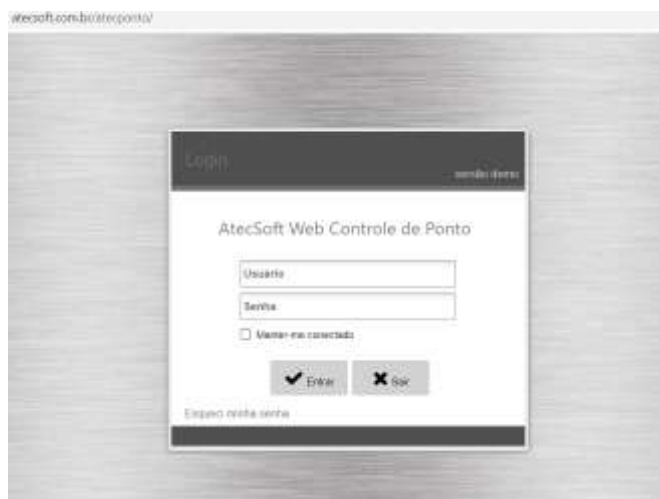 atecsoft.com.br/atecponto/
Login
versão demo
AtecSoft Web Controle de Ponto
Usuário
Senha
Manter-me conectado
Entrar
Sair
Esqueci minha senha